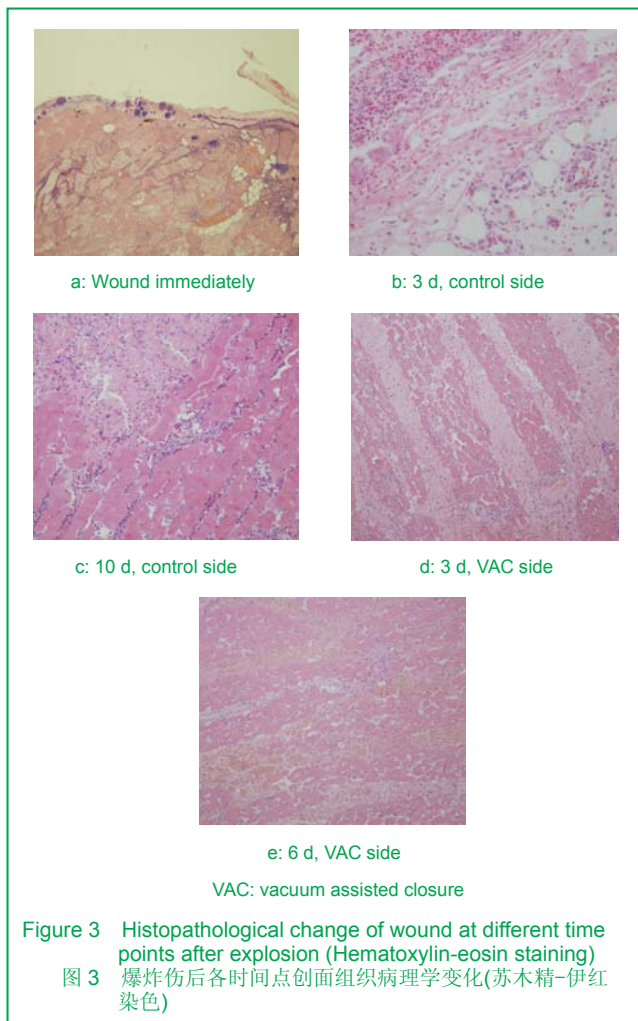 a: Wound immediately
b: 3 d, control side
c: 10 d, control side
d: 3 d, VAC side
e: 6 d, VAC side
VAC: vacuum assisted closure
Figure 3 Histopathological change of wound at different time
points after explosion (Hematoxylin-eosin staining)
图 3 爆炸伤后各时间点创面组织病理学变化(苏木精-伊红
染色)